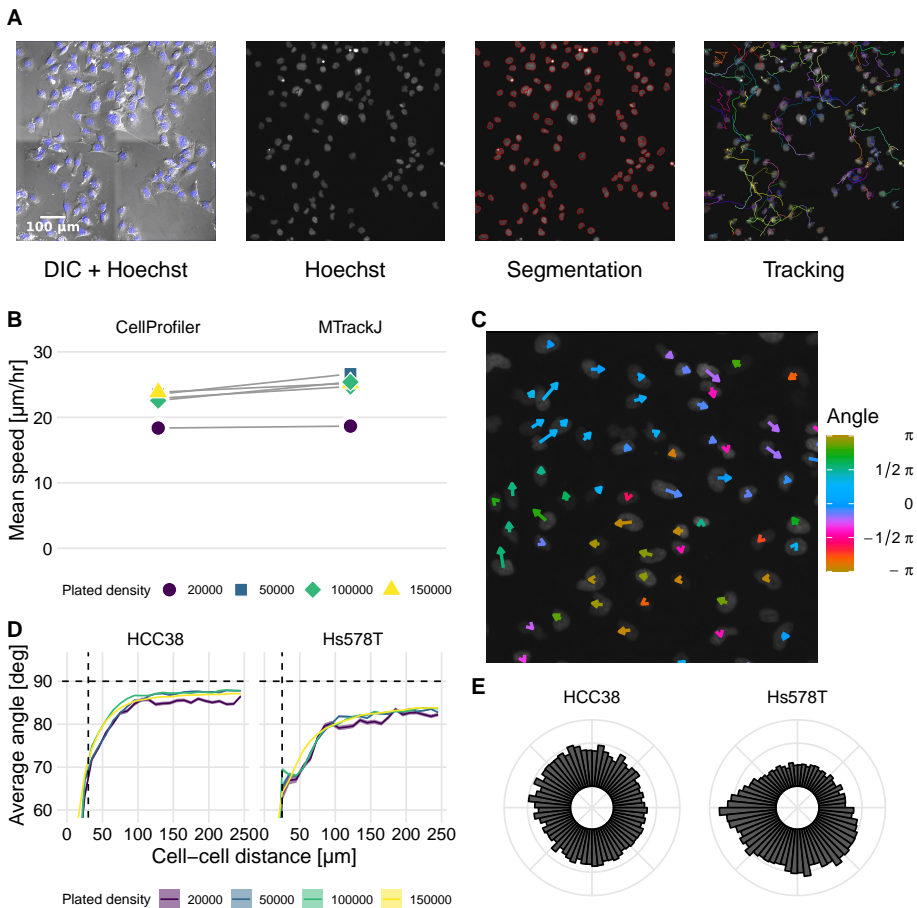 A
100 µm
DIC + Hoechst
Hoechst
Segmentation
Tracking
B
CellProfiler
MTrackJ
Mean speed [µm/hr]
30
20
10
0
Plated density
20000
50000
100000
150000
C
Angle
π
1/2 π
0
−1/2 π
− π
D
HCC38
Hs578T
Average angle [deg]
90
80
70
60
0 50 100 150 200 250
0 50 100 150 200 250
Cell−cell distance [µm]
Plated density
20000
50000
100000
150000
E
HCC38
Hs578T